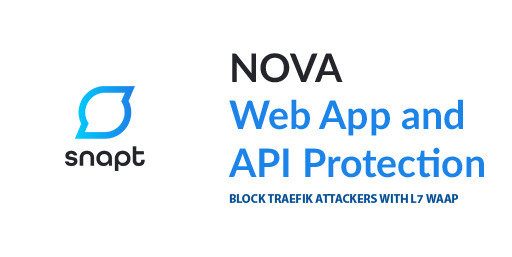 snapt
NOVA
Web App and
API Protection
BLOCK TRAEFIK ATTACKERS WITH L7 WAAP